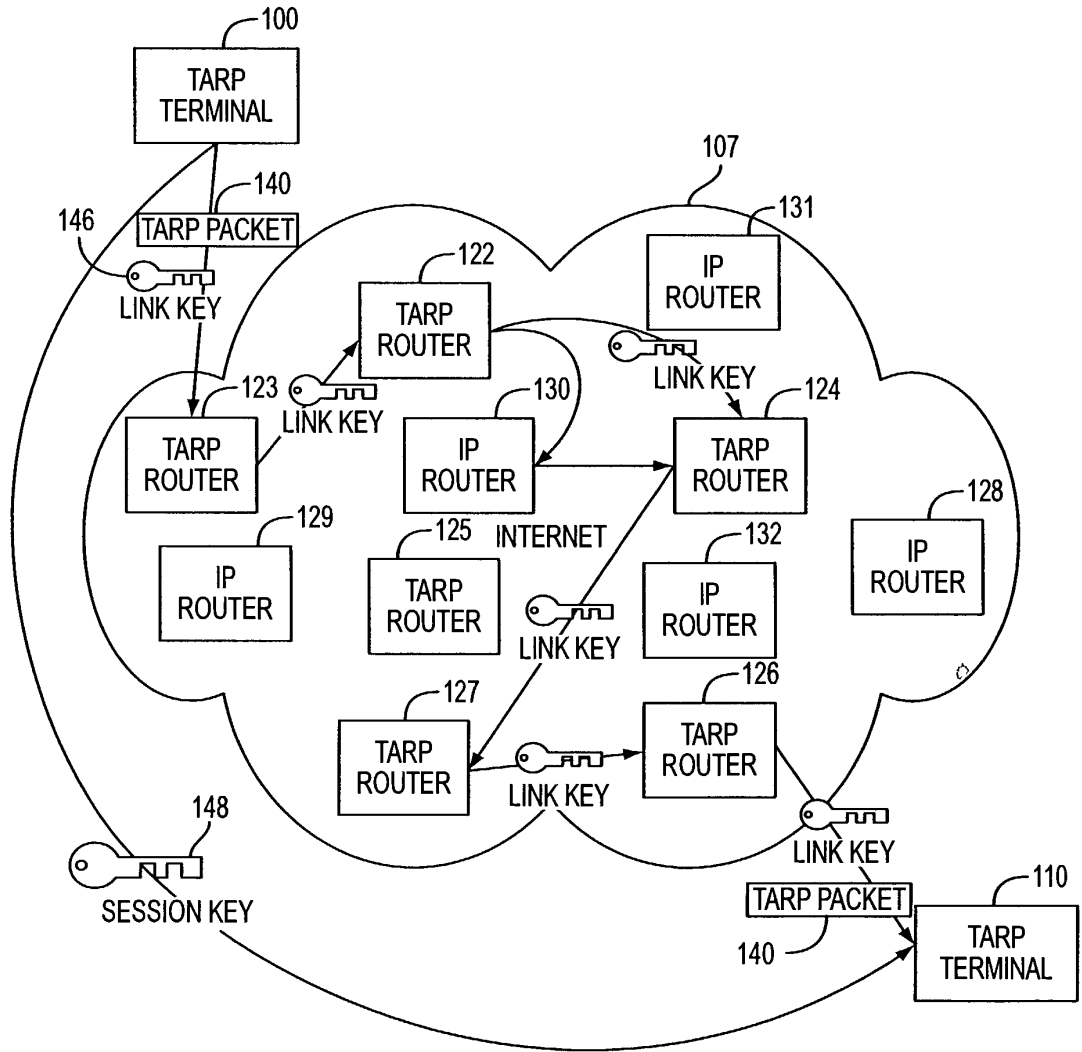 100
TARP
TERMINAL
107
140
TARP PACKET
146
LINK KEY
131
IP
ROUTER
122
TARP
ROUTER
LINK KEY
123
TARP
ROUTER
LINK KEY
130
IP
ROUTER
124
TARP
ROUTER
INTERNET
129
IP
ROUTER
125
TARP
ROUTER
132
IP
ROUTER
128
IP
ROUTER
LINK KEY
127
TARP
ROUTER
126
TARP
ROUTER
LINK KEY
LINK KEY
148
SESSION KEY
TARP PACKET
140
110
TARP
TERMINAL